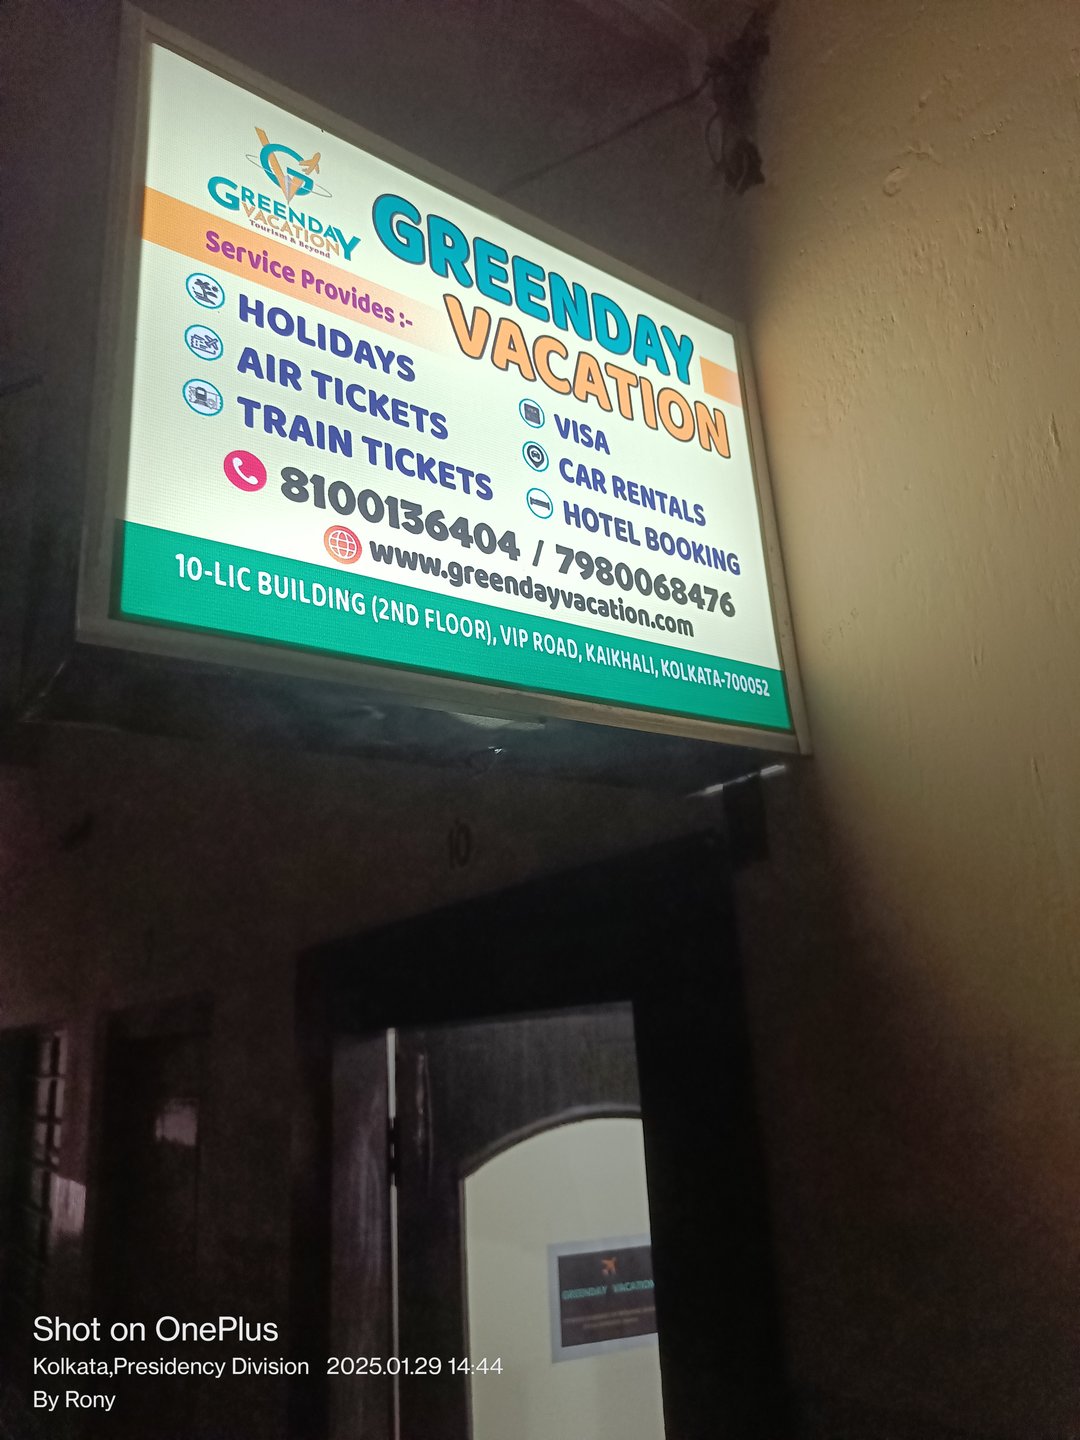 GREENDAY
VACATION
Tourism & Beyond
GREENDAY
VACATION
Service Provides :-
HOLIDAYS
AIR TICKETS
TRAIN TICKETS
VISA
CAR RENTALS
HOTEL BOOKING
8100136404 / 7980068476
www.greendayvacation.com
10-LIC BUILDING (2ND FLOOR), VIP ROAD, KAIKHALI, KOLKATA-700052
10
GREENDAY VACATION
Shot on OnePlus
Kolkata,Presidency Division 2025.01.29 14:44
By Rony